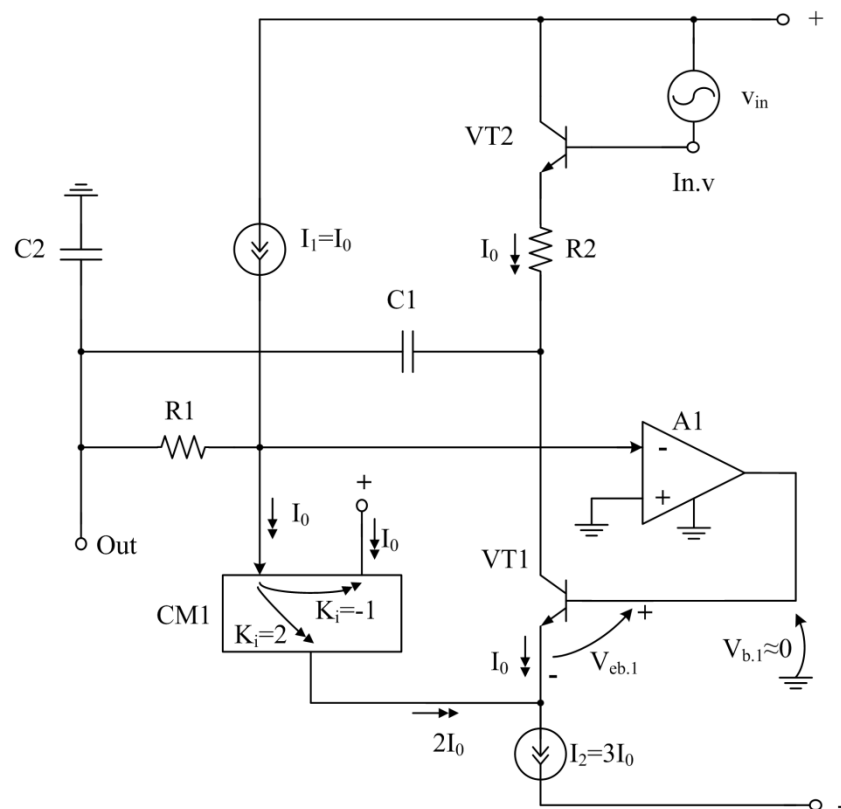 +
v_in
VT2
In.v
C2
I₁=I₀
I₀
R2
C1
R1
A1
-
+
+
I₀
I₀
Out
VT1
CM1
K_i=-1
K_i=2
+
I₀
-
V_eb.1
V_b.1≈0
2I₀
I₂=3I₀
-